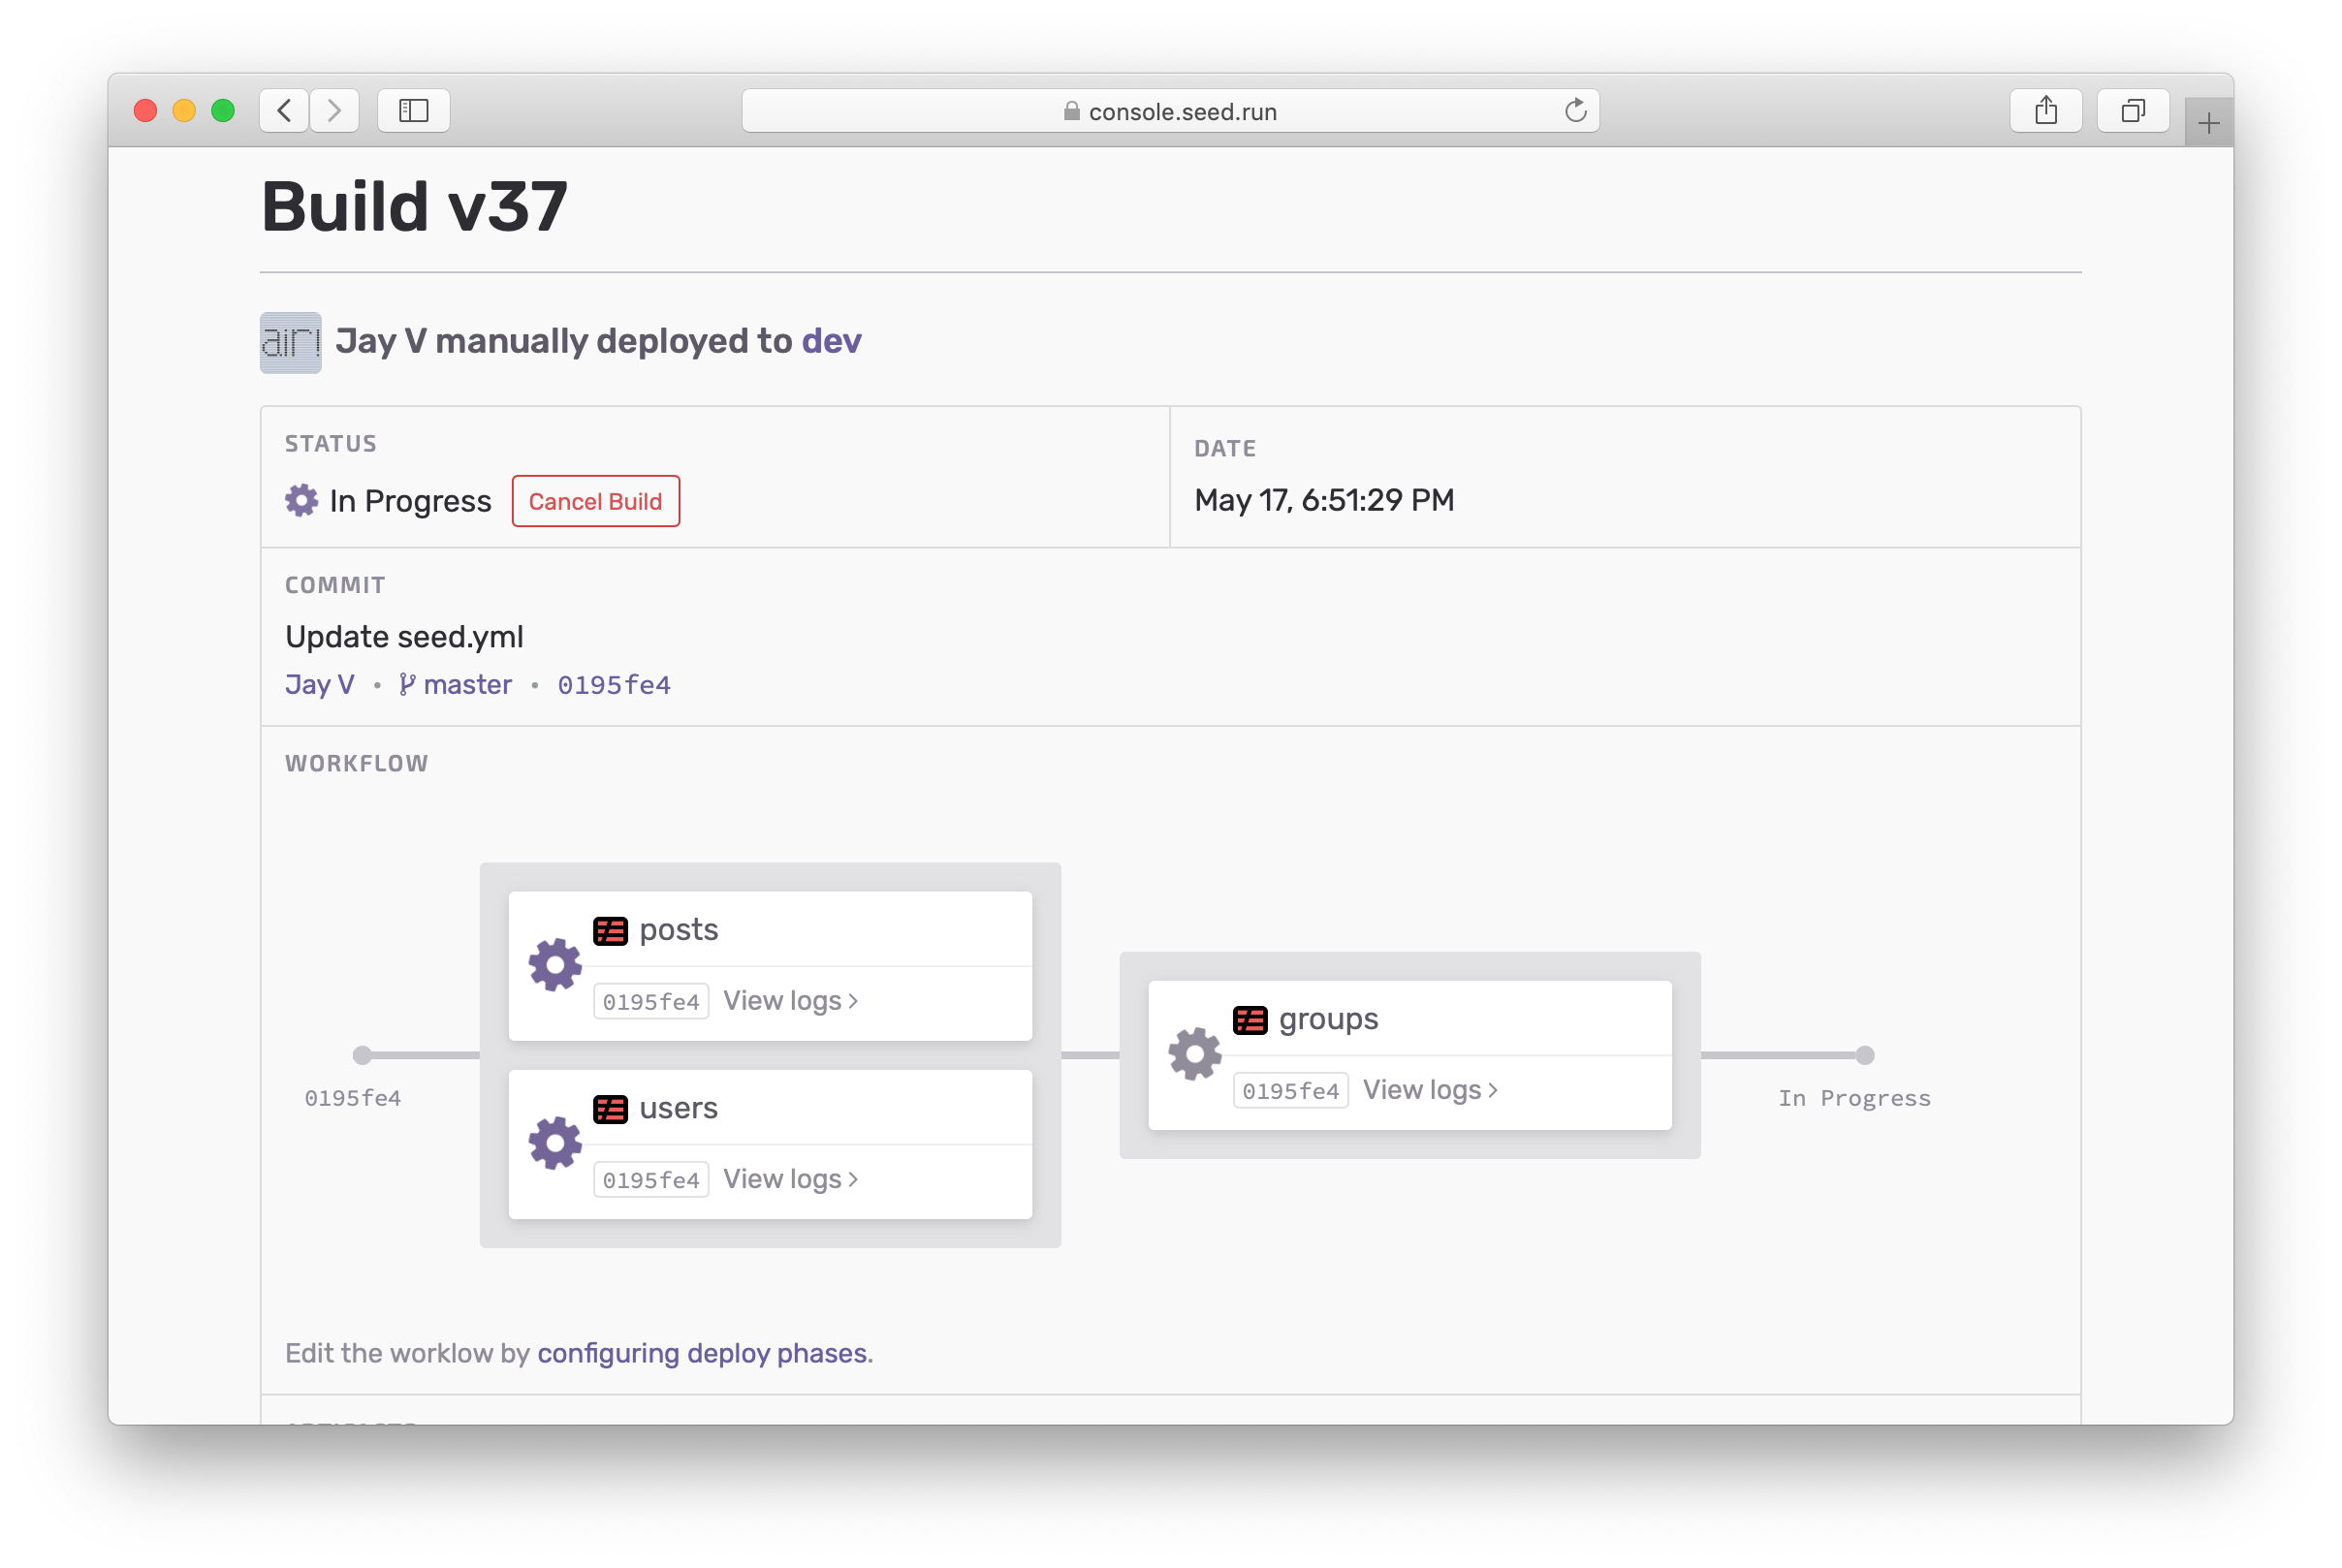 console.seed.run
Build v37
Jay V manually deployed to dev
STATUS
In Progress
Cancel Build
DATE
May 17, 6:51:29 PM
COMMIT
Update seed.yml
Jay V • master • 0195fe4
WORKFLOW
0195fe4
posts
0195fe4 View logs >
users
0195fe4 View logs >
groups
0195fe4 View logs >
In Progress
Edit the worklow by configuring deploy phases.